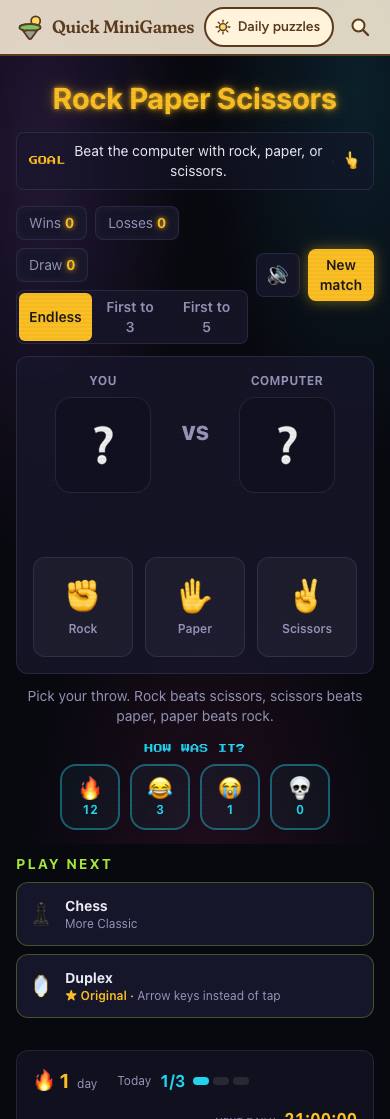 Quick MiniGames
Daily puzzles
Rock Paper Scissors
GOAL
Beat the computer with rock, paper, or
scissors.
Wins 0
Losses 0
Draw 0
Endless
First to
3
First to
5
New
match
YOU
COMPUTER
?
VS
?
Rock
Paper
Scissors
Pick your throw. Rock beats scissors, scissors beats
paper, paper beats rock.
HOW WAS IT?
12
3
1
0
PLAY NEXT
Chess
More Classic
Duplex
Original · Arrow keys instead of tap
1 day
Today 1/3
21:00:00